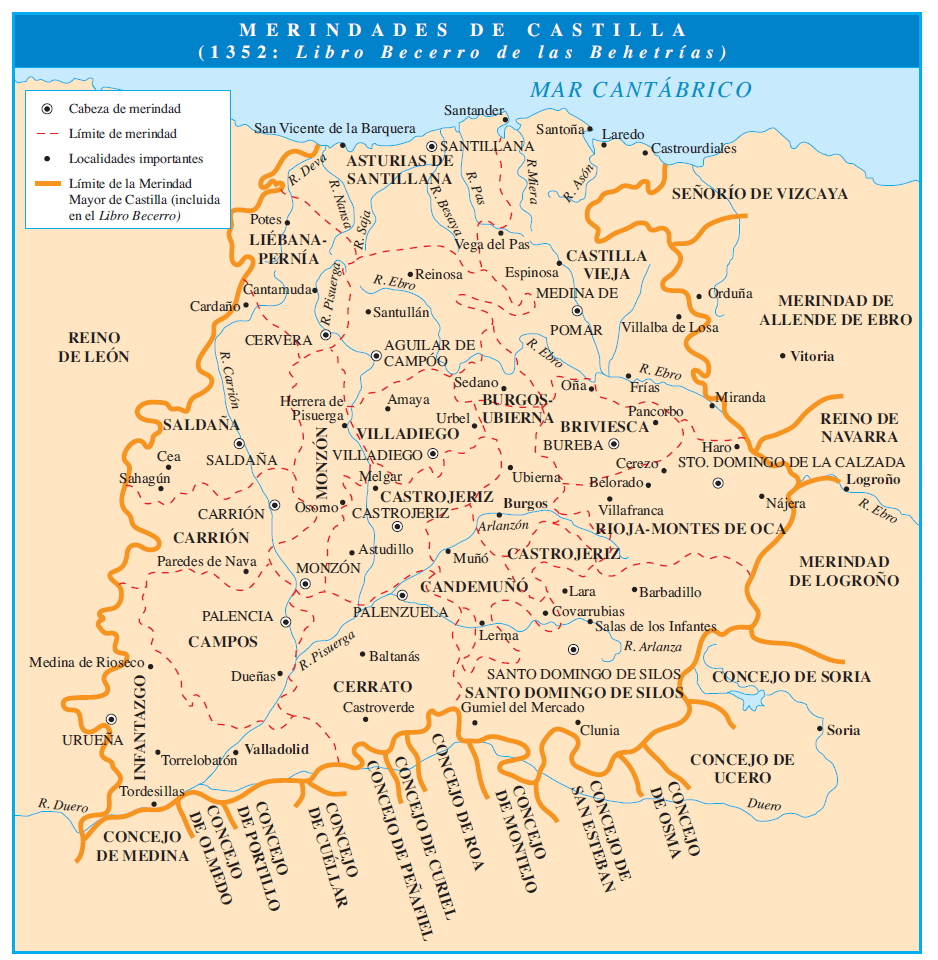 MERINDADES DE CASTILLA
(1352: Libro Becerro de las Behetrías)
MAR CANTÁBRICO
Cabeza de merindad
Límite de merindad
Localidades importantes
Límite de la Merindad
Mayor de Castilla (incluida
en el Libro Becerro)
Santander
San Vicente de la Barquera
SANTILLANA
Santoña
Laredo
Castrourdiales
ASTURIAS DE
SANTILLANA
R. Deva
R. Nansa
R. Saja
R. Besaya
R. Pas
R. Miera
R. Asón
SEÑORÍO DE VIZCAYA
Potes
LIÉBANA-
PERNÍA
Vega del Pas
CASTILLA
VIEJA
Espinosa
Reinosa
R. Ebro
R. Pisuerga
Cantamuda
Cardaño
Santullán
MEDINA DE
POMAR
Orduña
Villalba de Losa
MERINDAD DE
ALLENDE DE EBRO
Vitoria
REINO
DE LEÓN
CERVERA
AGUILAR DE
CAMPÓO
R. Carrión
R. Ebro
R. Ebro
Sedano
Oña
Frías
Miranda
Herrera de
Pisuerga
Amaya
BURGOS-
UBIERNA
Urbel
Pancorbo
REINO DE
NAVARRA
SALDAÑA
SALDAÑA
MONZÓN
VILLADIEGO
VILLADIEGO
BRIVIESCA
BUREBA
Haro
Cea
Sahagún
Melgar
Ubierna
Cerezo
STO. DOMINGO DE LA CALZADA
Belorado
Logroño
R. Ebro
Nájera
CARRIÓN
CARRIÓN
Osorno
CASTROJERIZ
CASTROJERIZ
Burgos
Arlanzón
Villafranca
RIOJA-MONTES DE OCA
Paredes de Nava
Astudillo
Muñó
CASTROJERIZ
MERINDAD
DE LOGROÑO
MONZÓN
CANDEMUÑÓ
Lara
Barbadillo
PALENCIA
PALENZUELA
Covarrubias
CAMPOS
Lerma
Salas de los Infantes
R. Pisuerga
R. Arlanza
Medina de Rioseco
Dueñas
Baltanás
SANTO DOMINGO DE SILOS
SANTO DOMINGO DE SILOS
CONCEJO DE SORIA
CERRATO
Castroverde
Gumiel del Mercado
Clunia
Soria
URUEÑA
INFANTAZGO
Torrelobatón
Valladolid
CONCEJO DE
UCERO
Tordesillas
R. Duero
Duero
CONCEJO
DE MEDINA
CONCEJO
DE OLMEDO
CONCEJO
DE PORTILLO
CONCEJO
DE CUÉLLAR
CONCEJO DE PEÑAFIEL
CONCEJO DE CURIEL
CONCEJO DE ROA
CONCEJO
DE MONTEJO
CONCEJO DE
SAN ESTEBAN
CONCEJO
DE OSMA